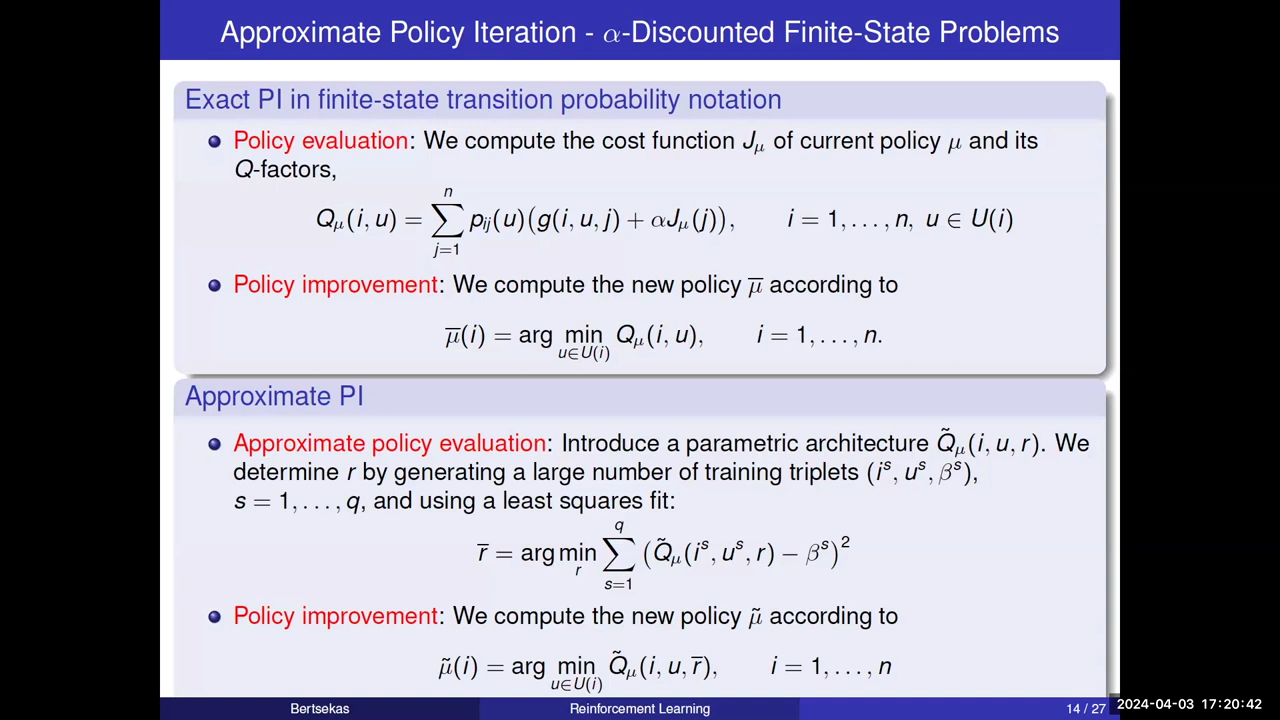 Approximate Policy Iteration - α-Discounted Finite-State Problems
Exact PI in finite-state transition probability notation
Policy evaluation: We compute the cost function J_μ of current policy μ and its
Q-factors,
Q_μ(i, u) = ∑_{j=1}^{n} p_{ij}(u)(g(i, u, j) + αJ_μ(j)), i = 1, . . . , n, u ∈ U(i)
Policy improvement: We compute the new policy μ̅ according to
μ̅(i) = arg min_{u∈U(i)} Q_μ(i, u), i = 1, . . . , n.
Approximate PI
Approximate policy evaluation: Introduce a parametric architecture Q̃_μ(i, u, r). We
determine r by generating a large number of training triplets (i^s, u^s, β^s),
s = 1, . . . , q, and using a least squares fit:
r̅ = arg min_r ∑_{s=1}^{q} (Q̃_μ(i^s, u^s, r) − β^s)^2
Policy improvement: We compute the new policy μ̃ according to
μ̃(i) = arg min_{u∈U(i)} Q̃_μ(i, u, r̅), i = 1, . . . , n
Bertsekas Reinforcement Learning 14 / 27
2024-04-03 17:20:42